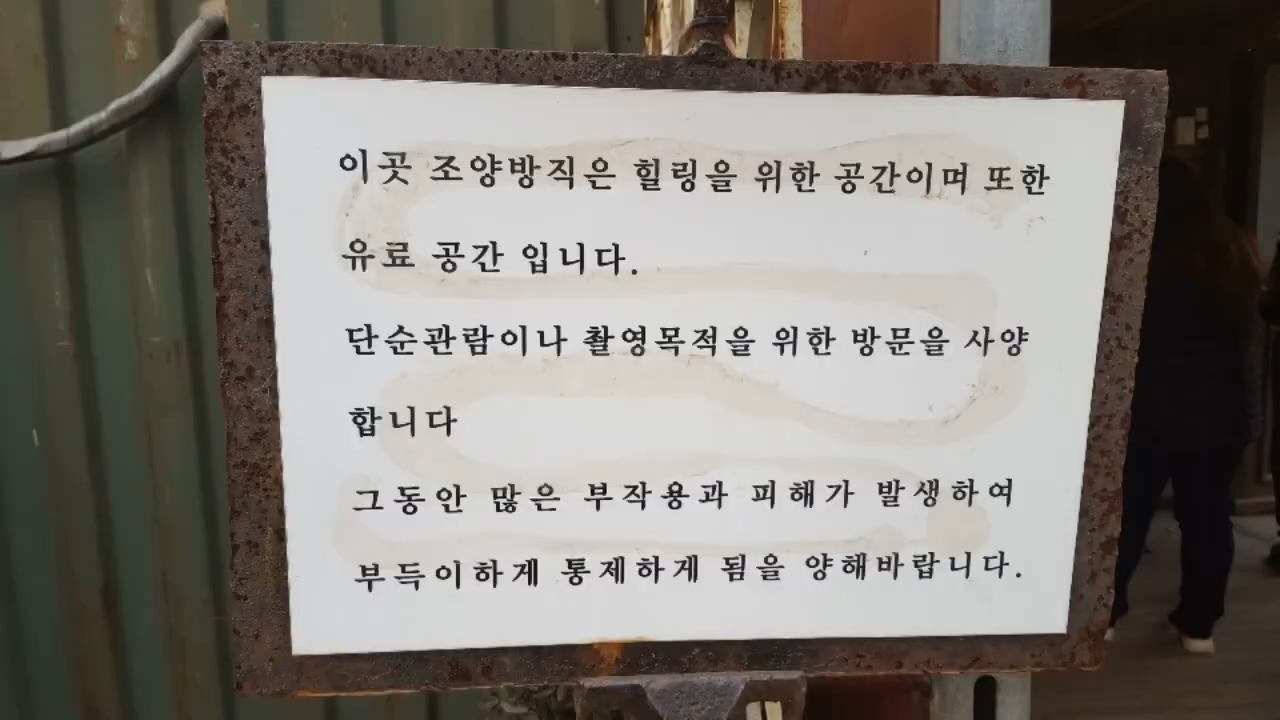 이곳 조양방직은 힐링을 위한 공간이며 또한
유료 공간 입니다.
단순관람이나 촬영목적을 위한 방문을 사양
합니다
그동안 많은 부작용과 피해가 발생하여
부득이하게 통제하게 됨을 양해바랍니다.